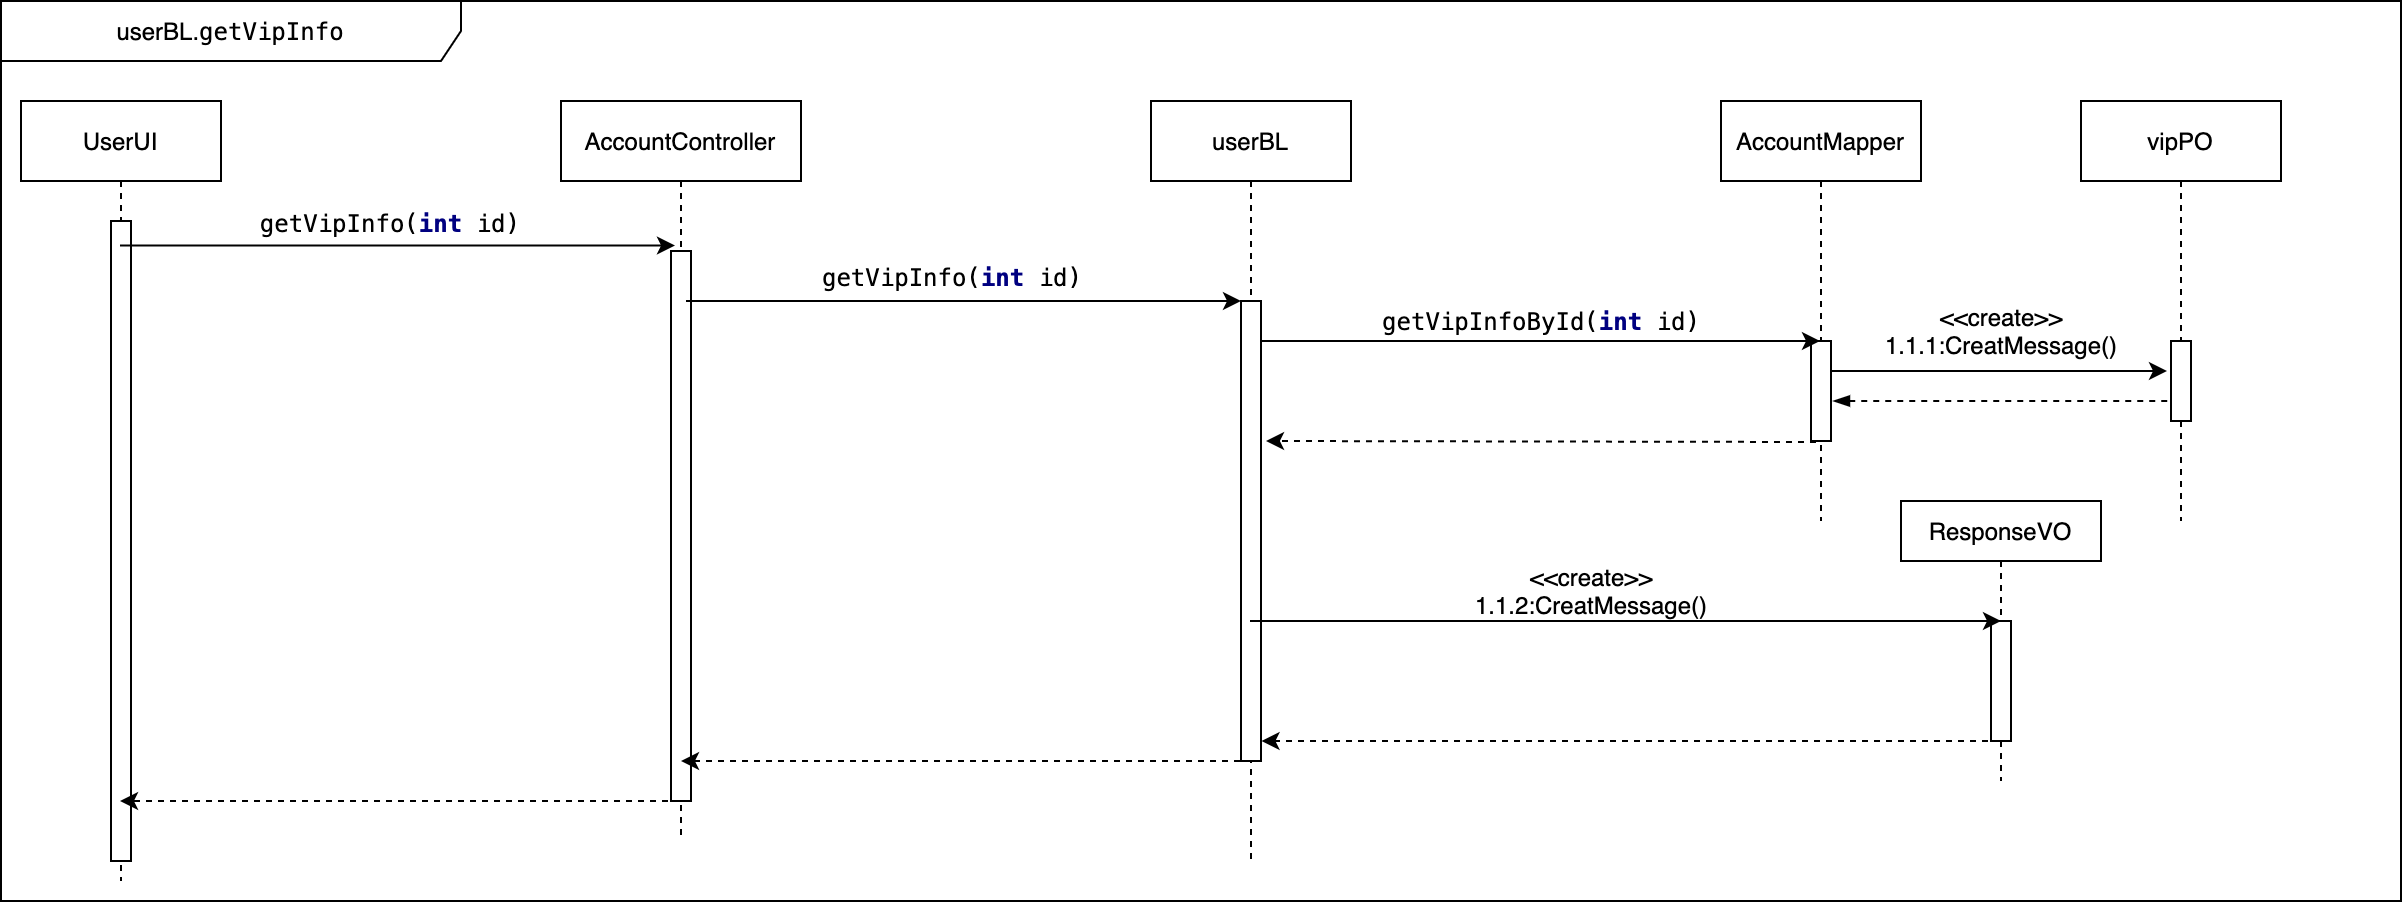 userBL.getVipInfo
UserUI
AccountController
userBL
AccountMapper
vipPO
getVipInfo(int id)
getVipInfo(int id)
getVipInfoById(int id)
<<create>>
1.1.1:CreatMessage()
ResponseVO
<<create>>
1.1.2:CreatMessage()